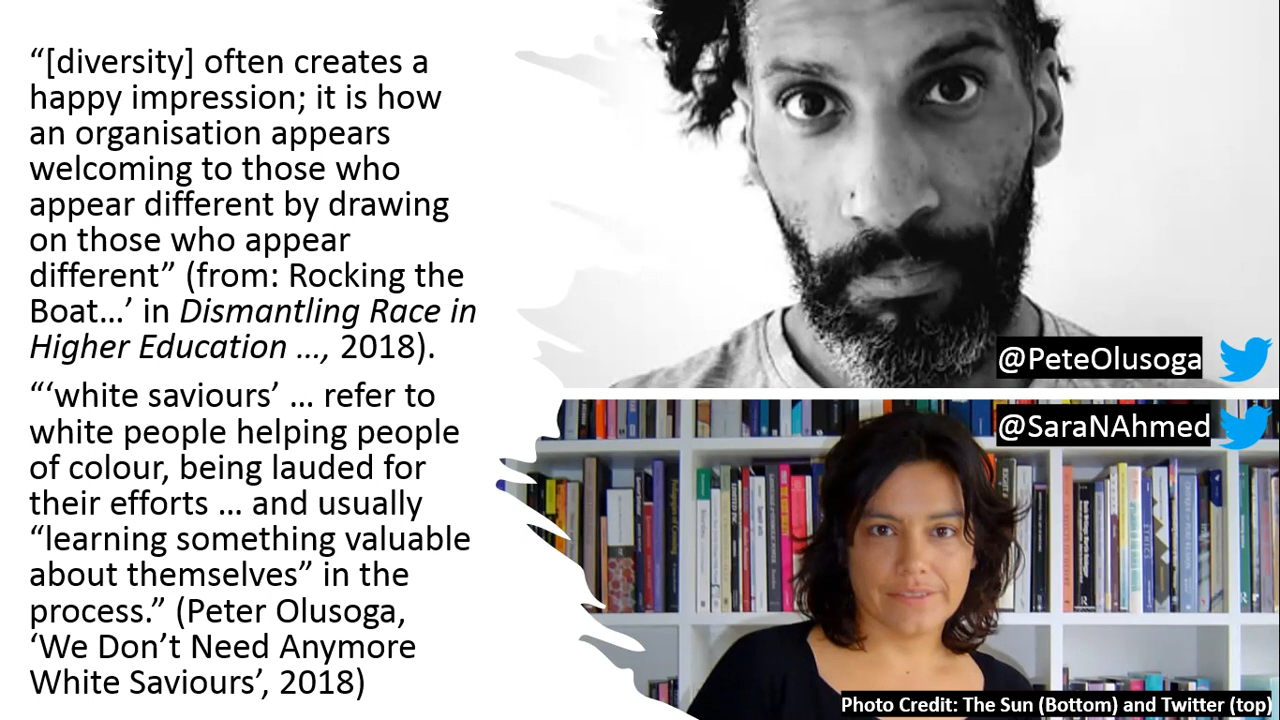 “[diversity] often creates a
happy impression; it is how
an organisation appears
welcoming to those who
appear different by drawing
on those who appear
different” (from: Rocking the
Boat…’ in Dismantling Race in
Higher Education …, 2018).
“‘white saviours’ … refer to
white people helping people
of colour, being lauded for
their efforts … and usually
“learning something valuable
about themselves” in the
process.” (Peter Olusoga,
‘We Don’t Need Anymore
White Saviours’, 2018)
@PeteOlusoga
@SaraNAhmed
Photo Credit: The Sun (Bottom) and Twitter (top)